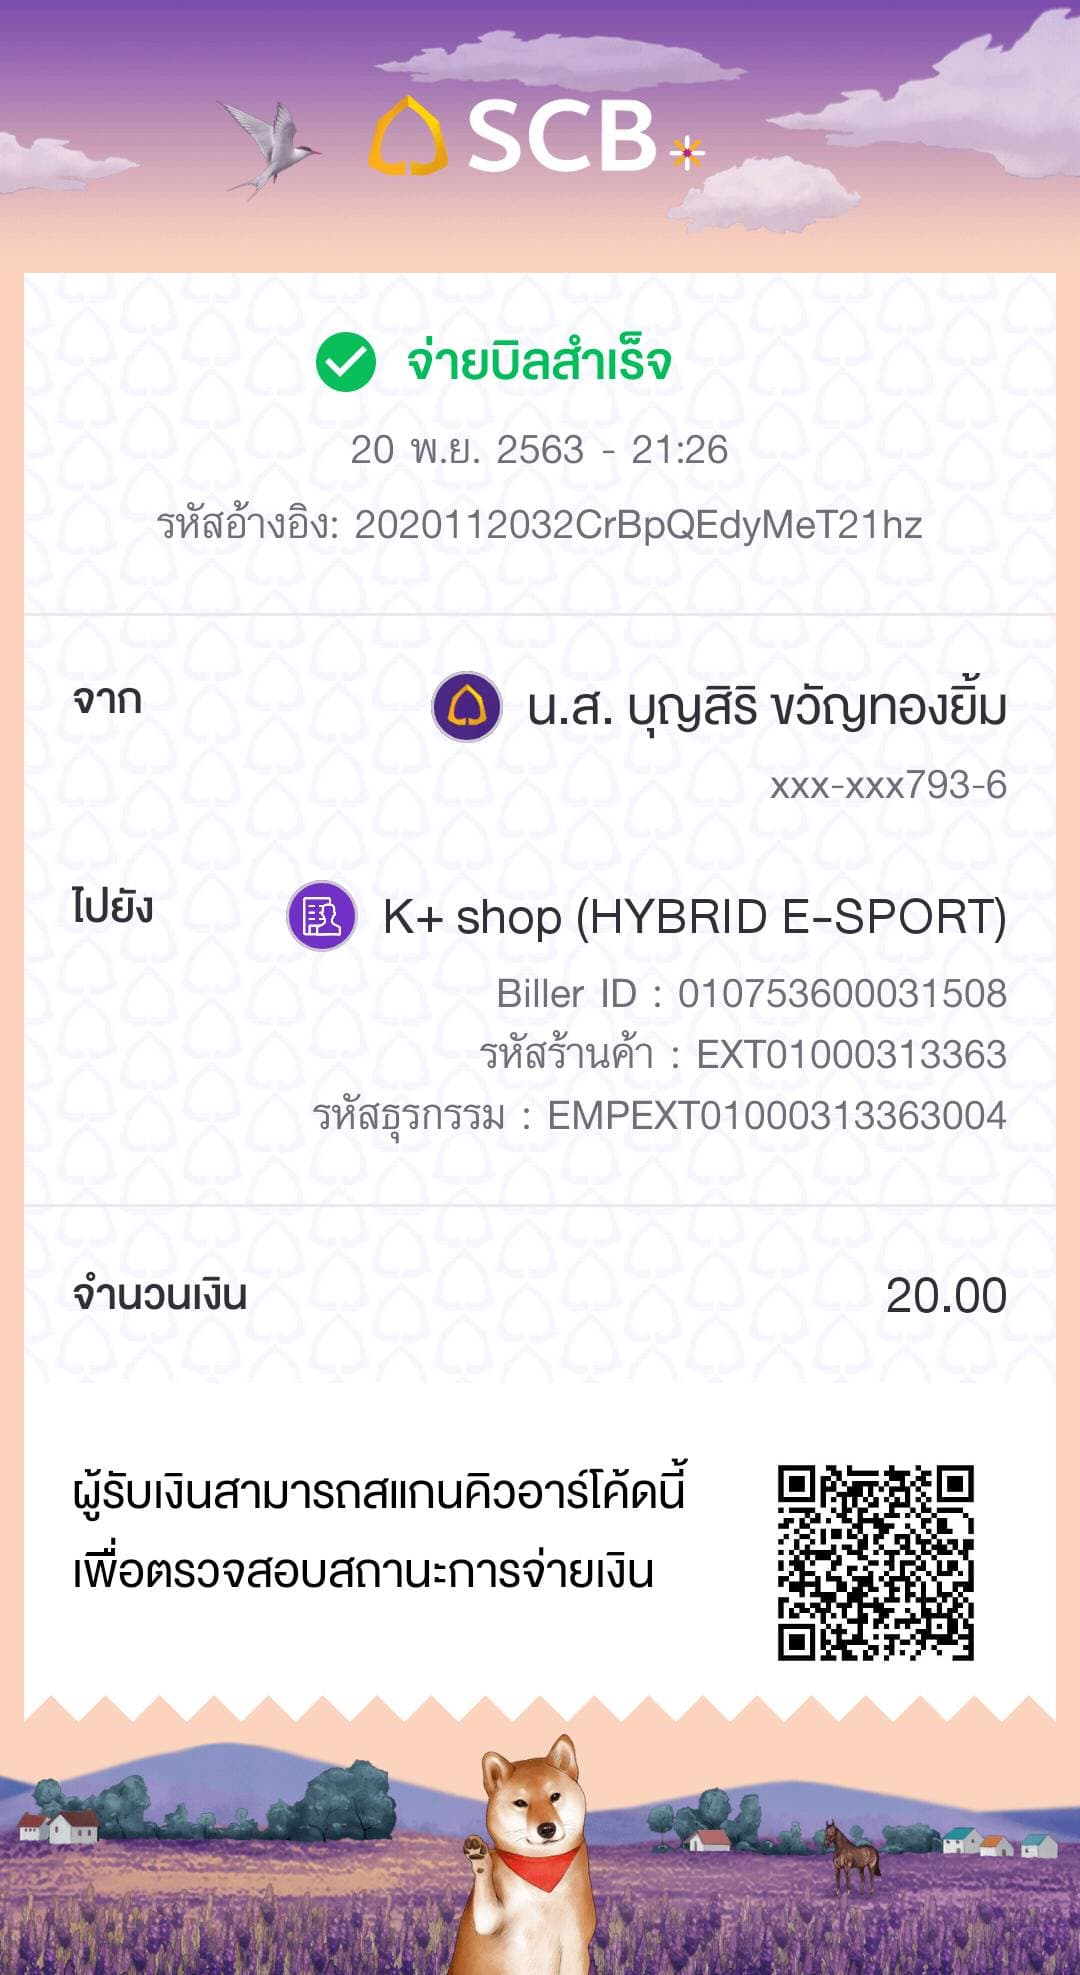 SCB
จ่ายบิลสำเร็จ
20 พ.ย. 2563 - 21:26
รหัสอ้างอิง: 2020112032CrBpQEdyMeT21hz
จาก
น.ส. บุญสิริ ขวัญทองยิ้ม
xxx-xxx793-6
ไปยัง
K+ shop (HYBRID E-SPORT)
Biller ID : 010753600031508
รหัสร้านค้า : EXT01000313363
รหัสธุรกรรม : EMPEXT01000313363004
จำนวนเงิน 20.00
ผู้รับเงินสามารถสแกนคิวอาร์โค้ดนี้
เพื่อตรวจสอบสถานะการจ่ายเงิน